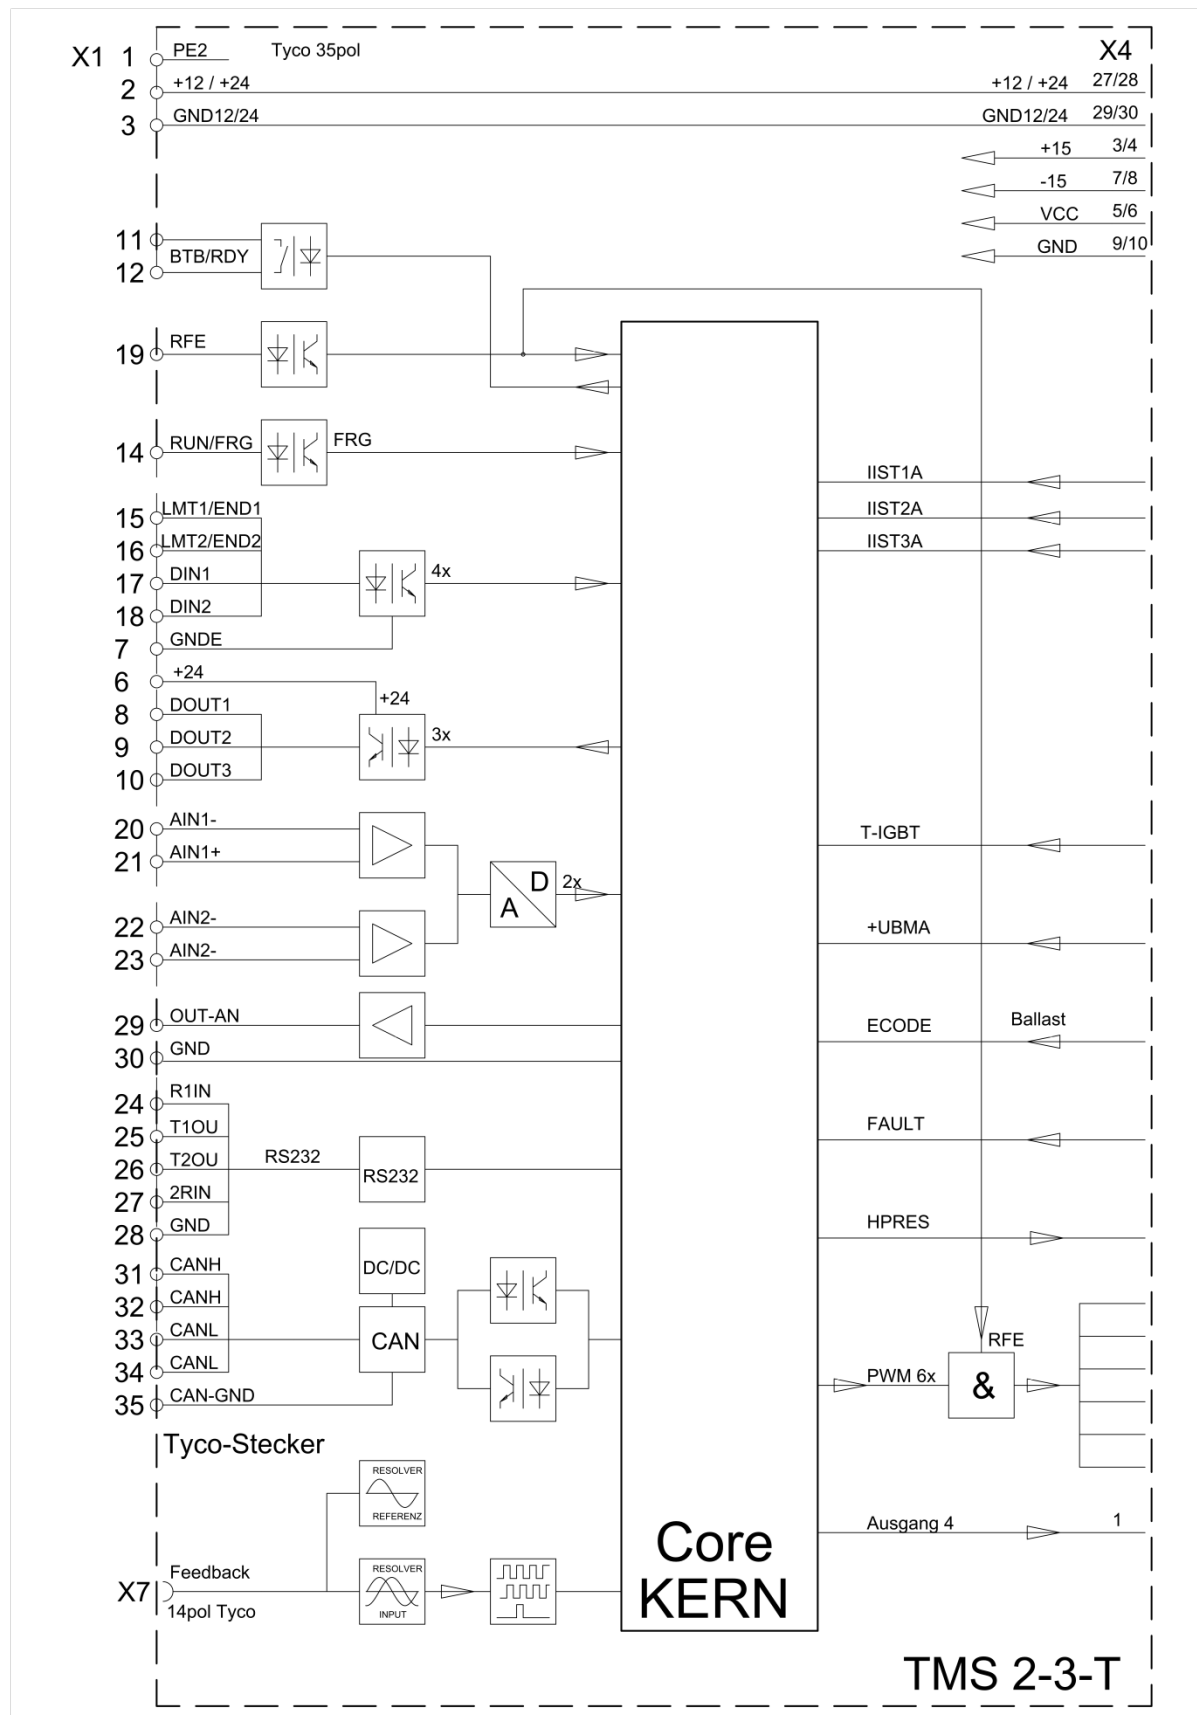 X1 1 PE2 Tyco 35pol X4
2 +12 / +24 +12 / +24 27/28
3 GND12/24 GND12/24 29/30
+15 3/4
-15 7/8
VCC 5/6
GND 9/10
11
BTB/RDY
12
19 RFE
14 RUN/FRG FRG
IIST1A
15 LMT1/END1
IIST2A
16 LMT2/END2
IIST3A
17 DIN1 4x
18 DIN2
7 GNDE
6 +24
+24
8 DOUT1
9 DOUT2 3x
10 DOUT3
20 AIN1-
T-IGBT
21 AIN1+
D 2x
A
22 AIN2-
+UBMA
23 AIN2-
29 OUT-AN
ECODE Ballast
30 GND
24 R1IN
25 T1OU
FAULT
26 T2OU RS232 RS232
27 2RIN
28 GND
HPRES
31 CANH DC/DC
32 CANH
33 CANL CAN
RFE
34 CANL
PWM 6x &
35 CAN-GND
Tyco-Stecker
RESOLVER
REFERENZ
Ausgang 4 1
Core
KERN
X7 Feedback
14pol Tyco
RESOLVER
INPUT
TMS 2-3-T